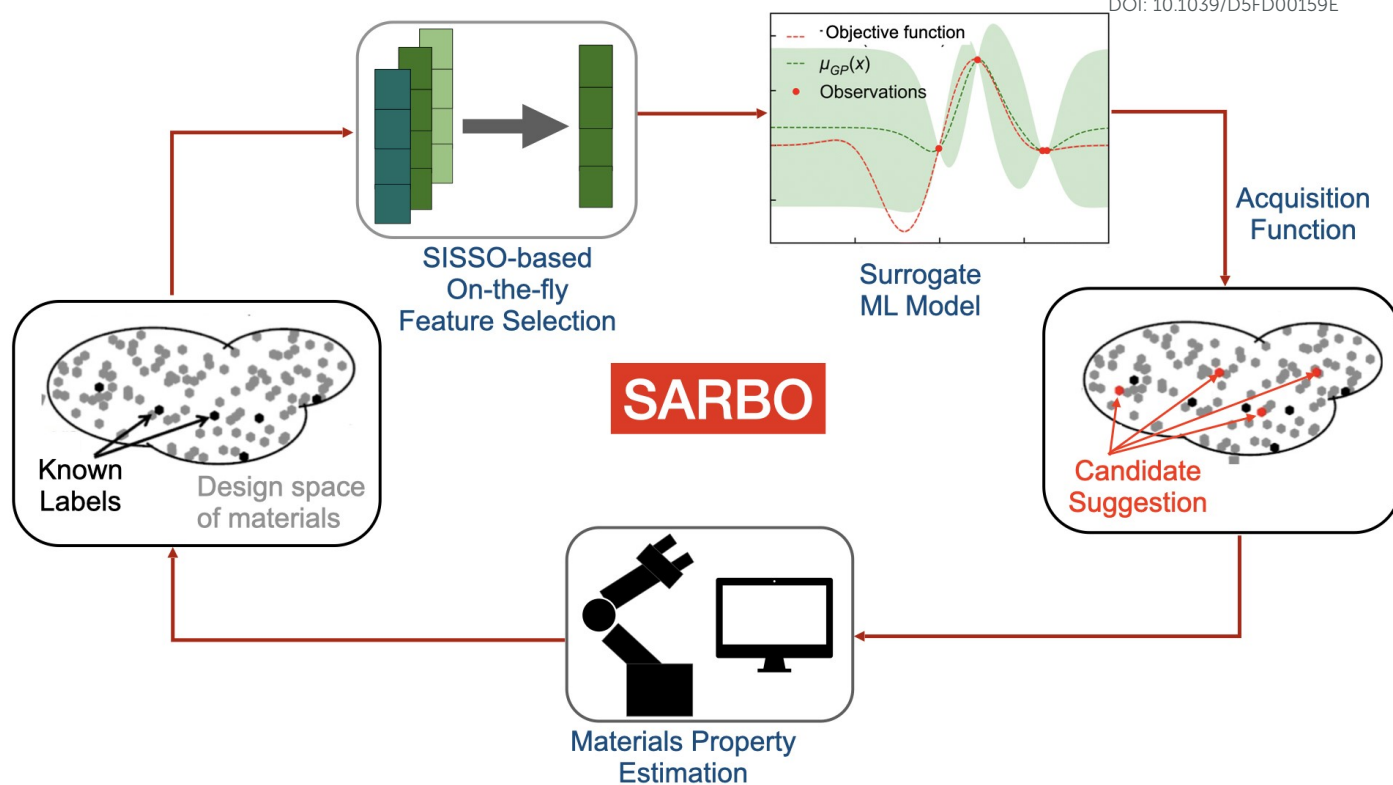 DOI: 10.1039/D5FD00159E
Objective function
μGP(x)
Observations
SISSO-based
On-the-fly
Feature Selection
Surrogate
ML Model
Acquisition
Function
SARBO
Known
Labels
Design space
of materials
Candidate
Suggestion
Materials Property
Estimation